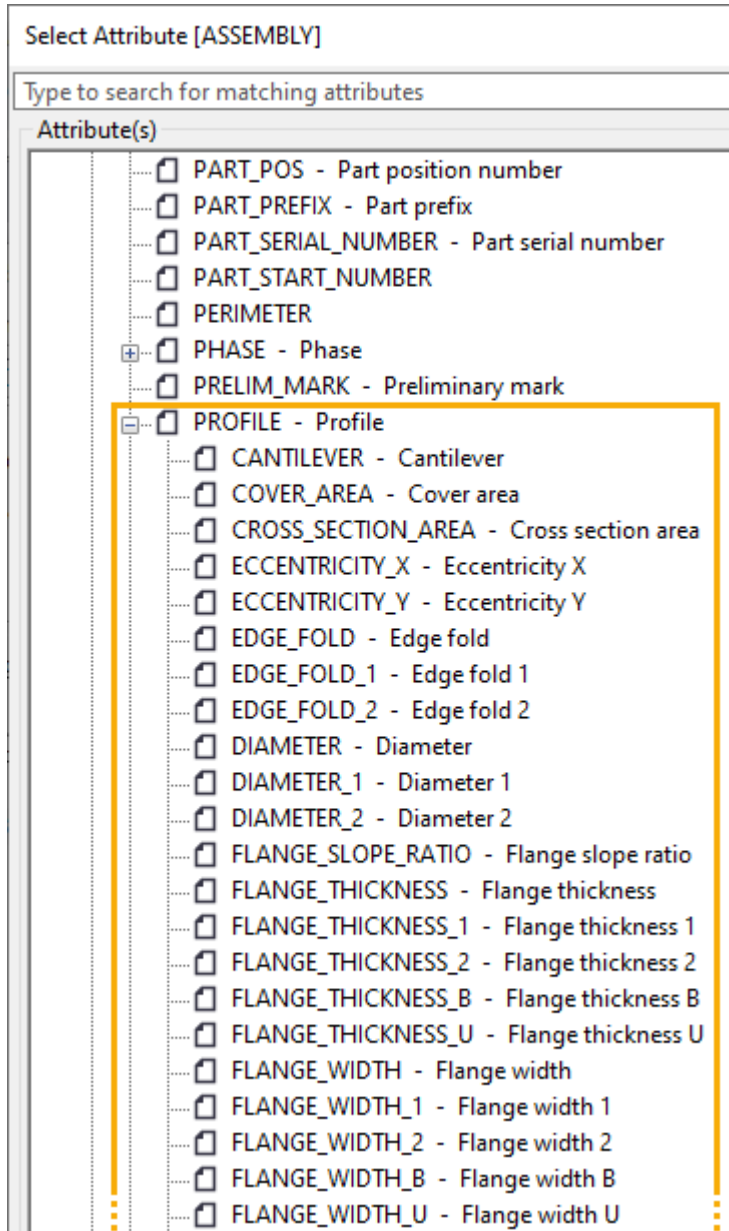 Select Attribute [ASSEMBLY]
Type to search for matching attributes
Attribute(s)
PART_POS - Part position number
PART_PREFIX - Part prefix
PART_SERIAL_NUMBER - Part serial number
PART_START_NUMBER
PERIMETER
PHASE - Phase
PRELIM_MARK - Preliminary mark
PROFILE - Profile
CANTILEVER - Cantilever
COVER_AREA - Cover area
CROSS_SECTION_AREA - Cross section area
ECCENTRICITY_X - Eccentricity X
ECCENTRICITY_Y - Eccentricity Y
EDGE_FOLD - Edge fold
EDGE_FOLD_1 - Edge fold 1
EDGE_FOLD_2 - Edge fold 2
DIAMETER - Diameter
DIAMETER_1 - Diameter 1
DIAMETER_2 - Diameter 2
FLANGE_SLOPE_RATIO - Flange slope ratio
FLANGE_THICKNESS - Flange thickness
FLANGE_THICKNESS_1 - Flange thickness 1
FLANGE_THICKNESS_2 - Flange thickness 2
FLANGE_THICKNESS_B - Flange thickness B
FLANGE_THICKNESS_U - Flange thickness U
FLANGE_WIDTH - Flange width
FLANGE_WIDTH_1 - Flange width 1
FLANGE_WIDTH_2 - Flange width 2
FLANGE_WIDTH_B - Flange width B
FLANGE_WIDTH_U - Flange width U